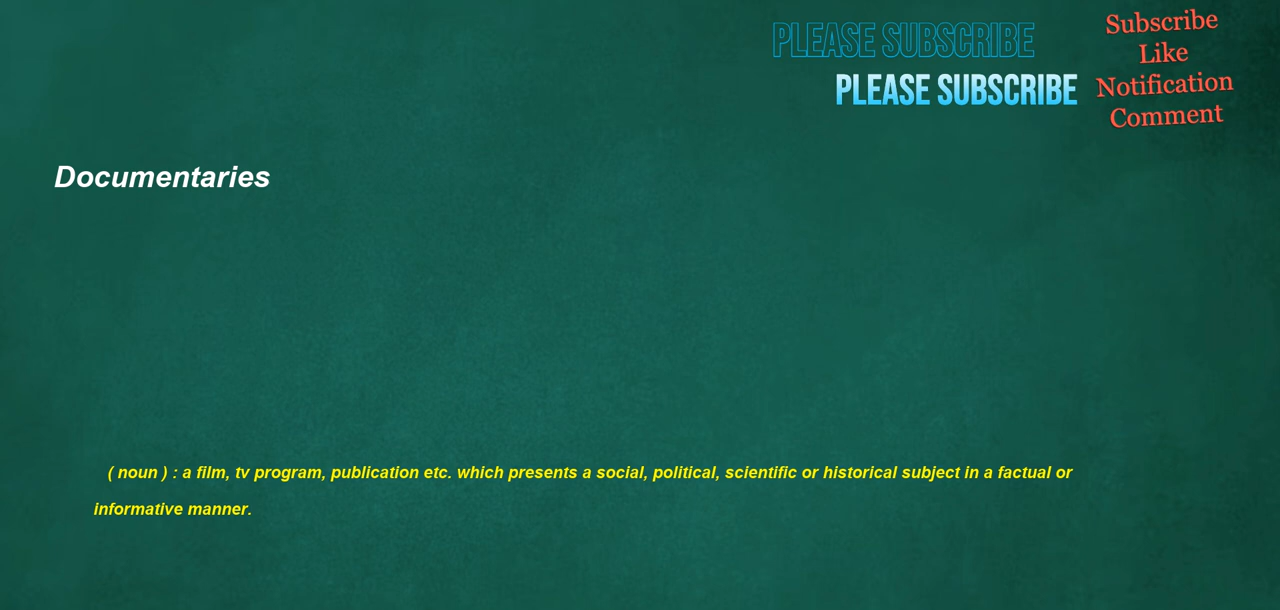 PLEASE SUBSCRIBE
PLEASE SUBSCRIBE
Subscribe
Like
Notification
Comment
Documentaries
( noun ) : a film, tv program, publication etc. which presents a social, political, scientific or historical subject in a factual or
informative manner.